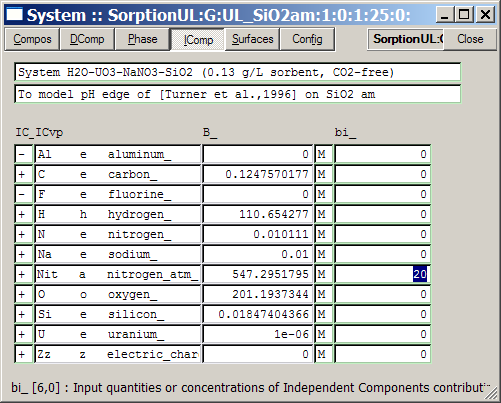 System :: SorptionUL:G:UL_SiO2am:1:0:1:25:0:
Compos DComp Phase IComp Surfaces Config SorptionUL:G Close
System H2O-UO3-NaNO3-SiO2 (0.13 g/L sorbent, CO2-free)
To model pH edge of [Turner et al.,1996] on SiO2 am
IC_ ICvp B_ bi_
- Al e aluminum_ 0 M 0
+ C e carbon_ 0.1247570177 M 0
- F e fluorine_ 0 M 0
+ H h hydrogen_ 110.654277 M 0
+ N e nitrogen_ 0.010111 M 0
+ Na e sodium_ 0.01 M 0
+ Nit a nitrogen_atm_ 547.2951795 M 20
+ O o oxygen_ 201.1937344 M 0
+ Si e silicon_ 0.01847404366 M 0
+ U e uranium_ 1e-06 M 0
+ Zz z electric_char 0 M 0
bi_ [6,0] : Input quantities or concentrations of Independent Components contributi